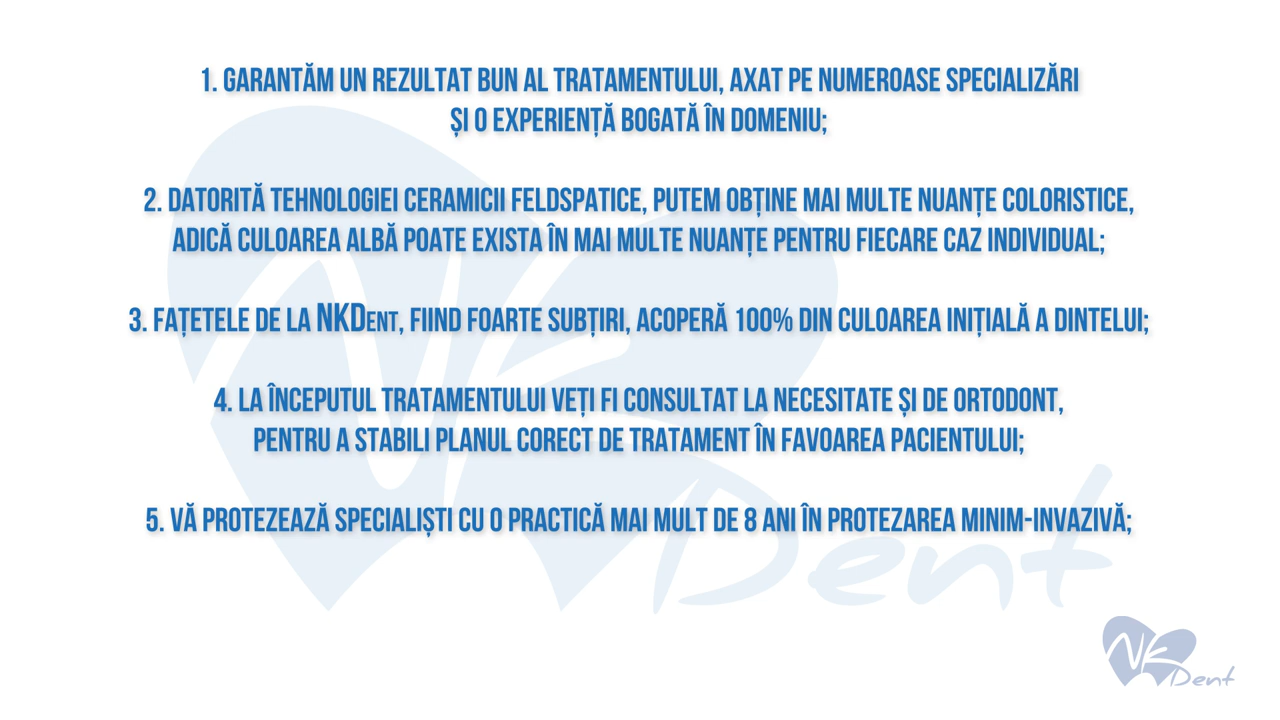 1. GARANTĂM UN REZULTAT BUN AL TRATAMENTULUI, AXAT PE NUMEROASE SPECIALIZĂRI
ȘI O EXPERIENȚĂ BOGATĂ ÎN DOMENIU;
2. DATORITĂ TEHNOLOGIEI CERAMICII FELDSPATICE, PUTEM OBȚINE MAI MULTE NUANȚE COLORISTICE,
ADICĂ CULOAREA ALBĂ POATE EXISTA ÎN MAI MULTE NUANȚE PENTRU FIECARE CAZ INDIVIDUAL;
3. FAȚETELE DE LA NKDENT, FIIND FOARTE SUBȚIRI, ACOPERĂ 100% DIN CULOAREA INIȚIALĂ A DINTELUI;
4. LA ÎNCEPUTUL TRATAMENTULUI VEȚI FI CONSULTAT LA NECESITATE ȘI DE ORTODONT,
PENTRU A STABILI PLANUL CORECT DE TRATAMENT ÎN FAVOAREA PACIENTULUI;
5. VĂ PROTEZEAZĂ SPECIALIȘTI CU O PRACTICĂ MAI MULT DE 8 ANI ÎN PROTEZAREA MINIM-INVAZIVĂ;
NK
Dent
NK
Dent